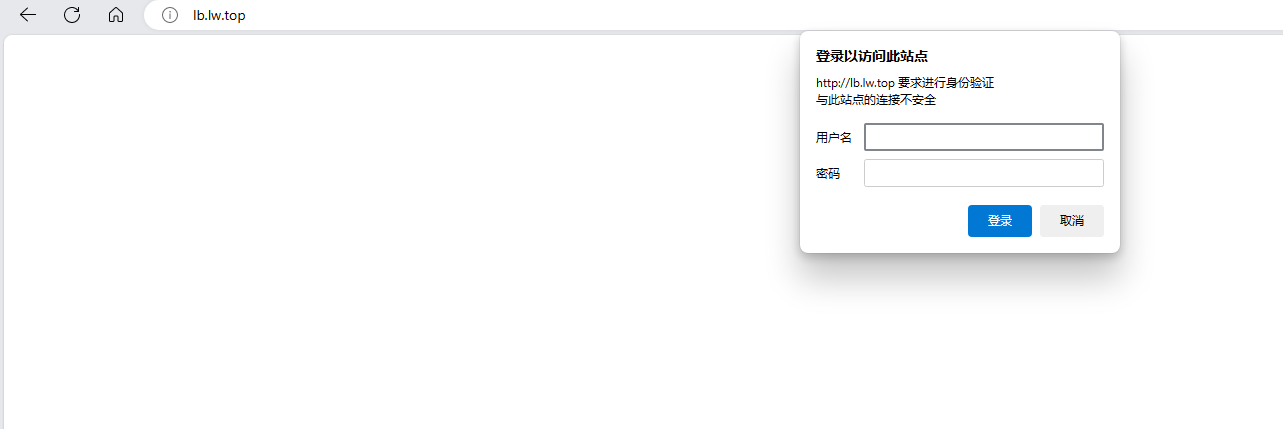 lb.lw.top
登录以访问此站点
http://lb.lw.top 要求进行身份验证
与此站点的连接不安全
用户名
密码
登录
取消